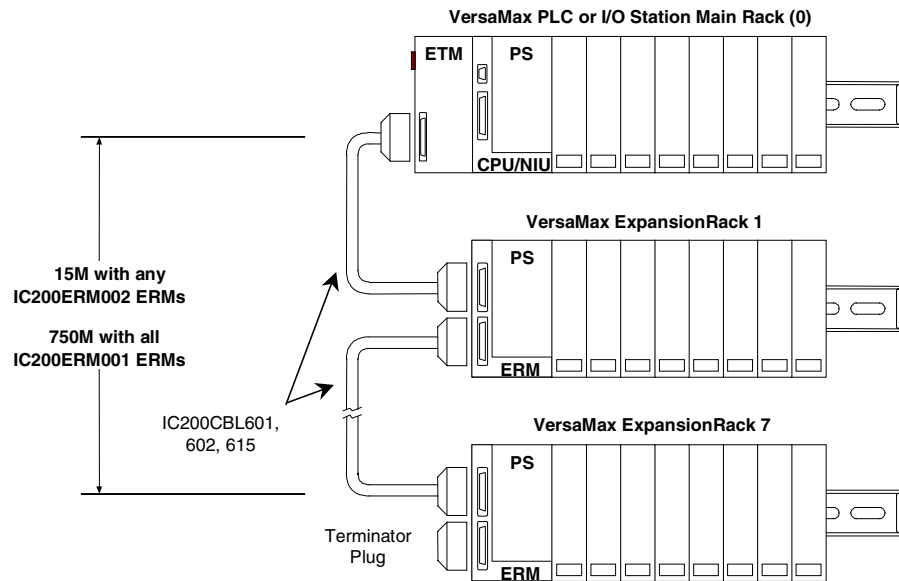 VersaMax PLC or I/O Station Main Rack (0)
ETM
PS
CPU/NIU
VersaMax ExpansionRack 1
PS
ERM
15M with any
IC200ERM002 ERMs
750M with all
IC200ERM001 ERMs
IC200CBL601,
602, 615
VersaMax ExpansionRack 7
PS
ERM
Terminator
Plug